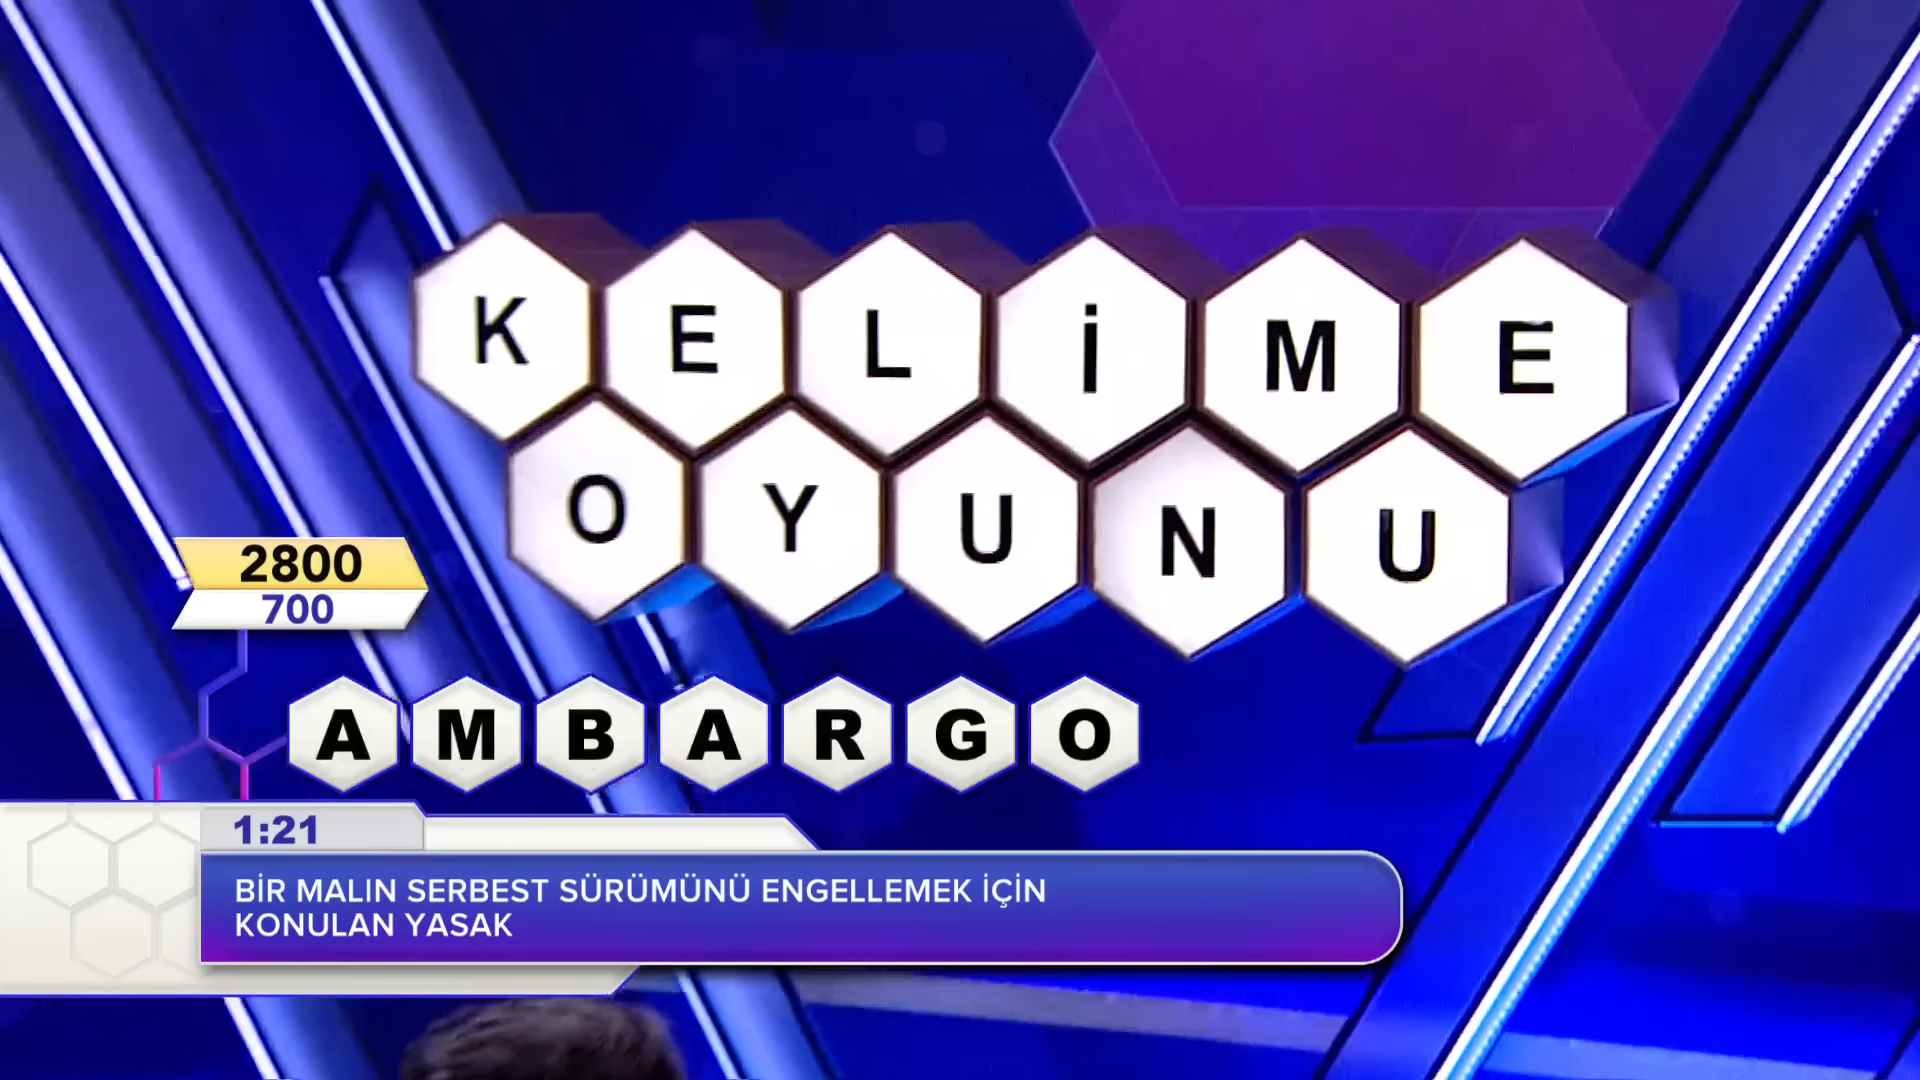 KELİME
OYUNU
2800
700
AMBARGO
1:21
BİR MALIN SERBEST SÜRÜMÜNÜ ENGELLEMEK İÇİN
KONULAN YASAK